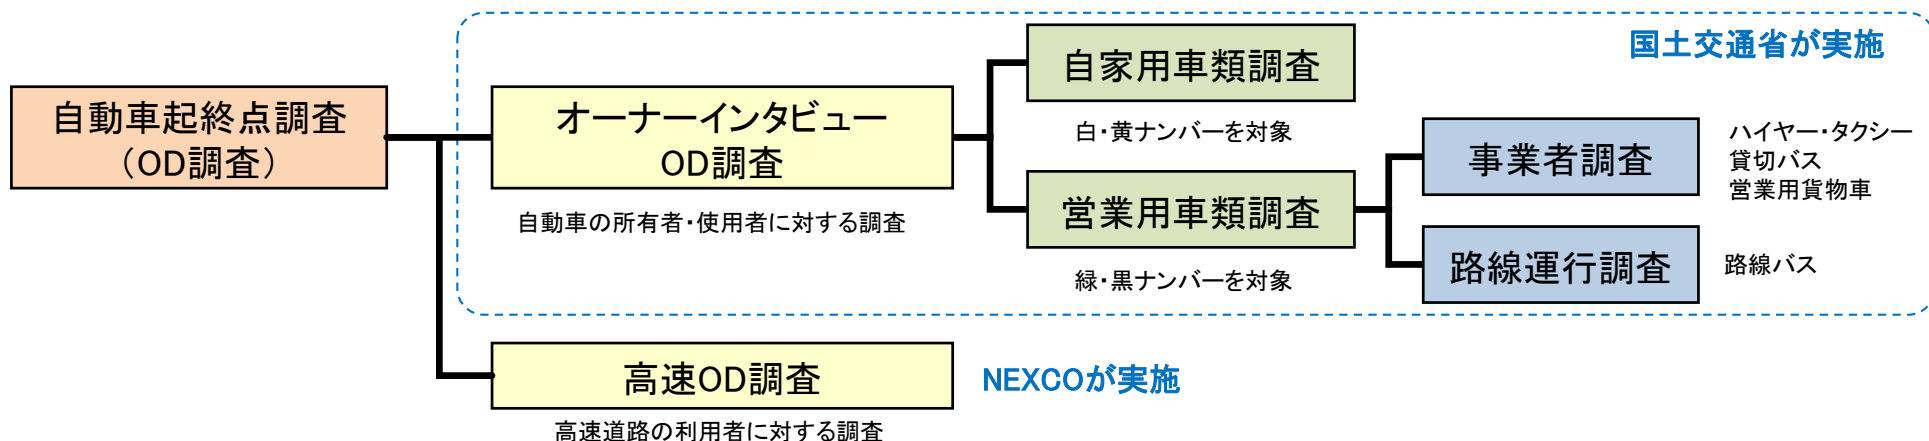 国土交通省が実施
自動車起終点調査
（OD調査）
オーナーインタビュー
OD調査
自動車の所有者・使用者に対する調査
自家用車類調査
白・黄ナンバーを対象
営業用車類調査
緑・黒ナンバーを対象
事業者調査
ハイヤー・タクシー
貸切バス
営業用貨物車
路線運行調査
路線バス
高速OD調査
NEXCOが実施
高速道路の利用者に対する調査